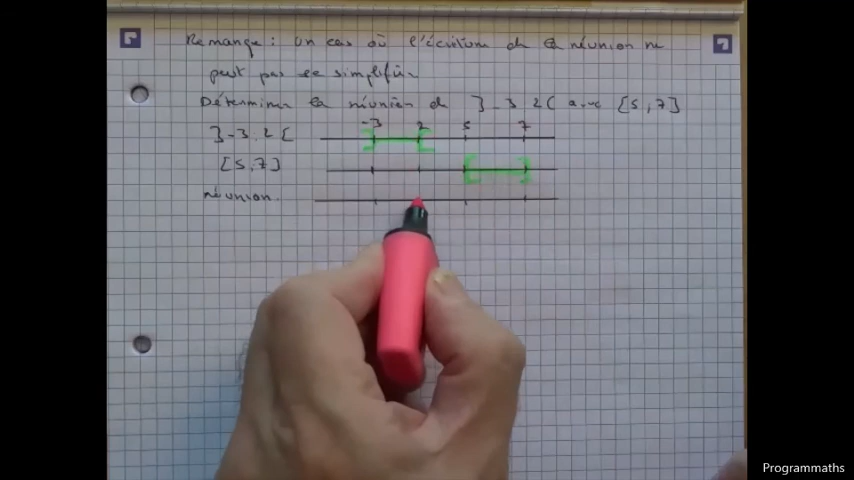 Remarque : un cas où l'écriture de la réunion ne
peut pas se simplifier
Déterminer la réunion de ]-3 2[ avec [5,7]
-3 2 5 7
]-3.2[
[5,7]
réunion.
Programmaths